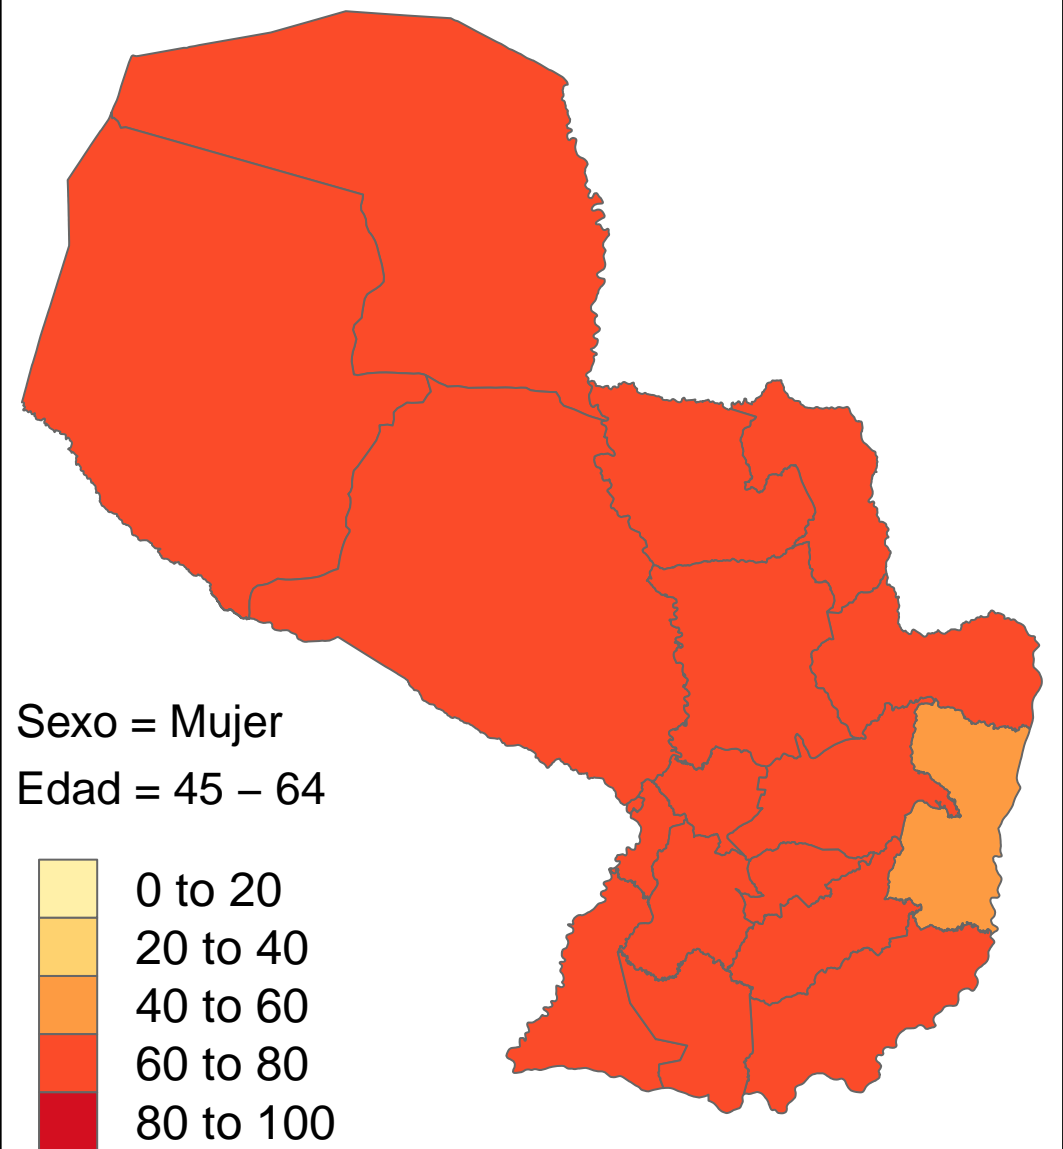 Sexo = Mujer
Edad = 45 – 64
0 to 20
20 to 40
40 to 60
60 to 80
80 to 100